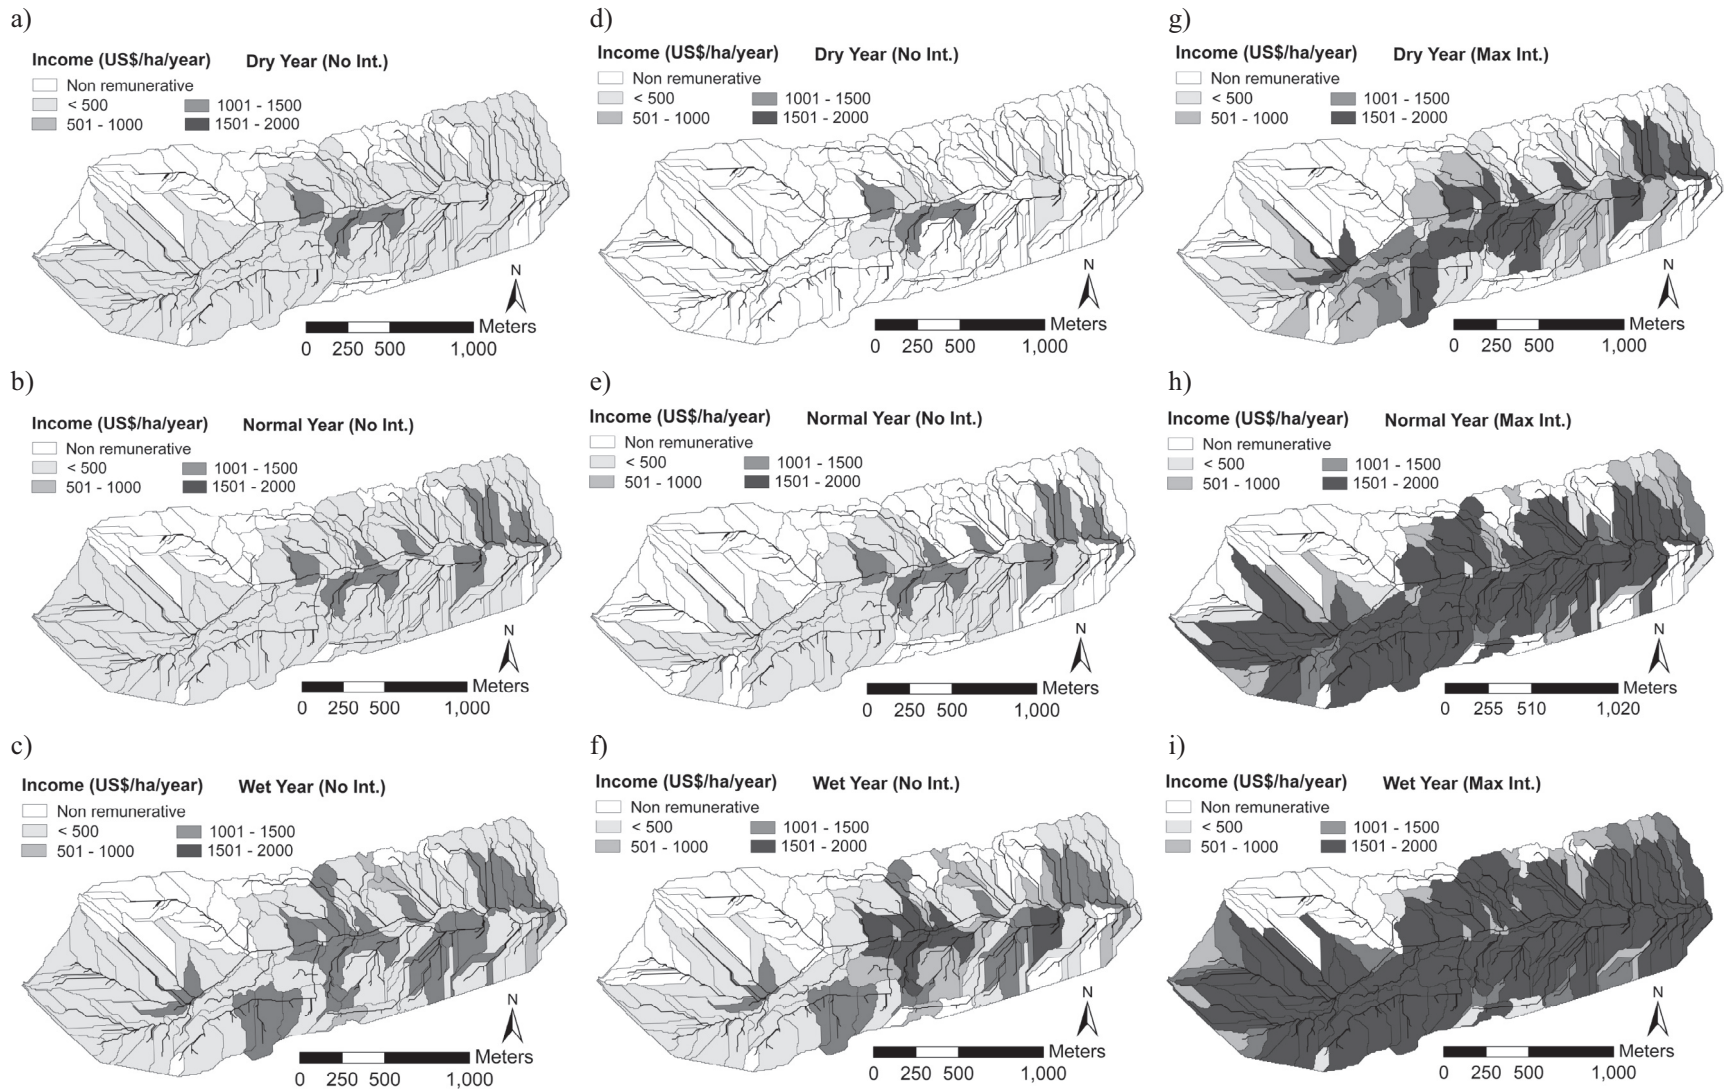 a)
Income (US$/ha/year) Dry Year (No Int.)
Non remunerative
< 500 1001 - 1500
501 - 1000 1501 - 2000
N
Meters
0 250 500 1,000
d)
Income (US$/ha/year) Dry Year (No Int.)
Non remunerative
< 500 1001 - 1500
501 - 1000 1501 - 2000
N
Meters
0 250 500 1,000
g)
Income (US$/ha/year) Dry Year (Max Int.)
Non remunerative
< 500 1001 - 1500
501 - 1000 1501 - 2000
N
Meters
0 250 500 1,000
b)
Income (US$/ha/year) Normal Year (No Int.)
Non remunerative
< 500 1001 - 1500
501 - 1000 1501 - 2000
N
Meters
0 250 500 1,000
e)
Income (US$/ha/year) Normal Year (No Int.)
Non remunerative
< 500 1001 - 1500
501 - 1000 1501 - 2000
N
Meters
0 250 500 1,000
h)
Income (US$/ha/year) Normal Year (Max Int.)
Non remunerative
< 500 1001 - 1500
501 - 1000 1501 - 2000
N
Meters
0 255 510 1,020
c)
Income (US$/ha/year) Wet Year (No Int.)
Non remunerative
< 500 1001 - 1500
501 - 1000 1501 - 2000
N
Meters
0 250 500 1,000
f)
Income (US$/ha/year) Wet Year (No Int.)
Non remunerative
< 500 1001 - 1500
501 - 1000 1501 - 2000
N
Meters
0 250 500 1,000
i)
Income (US$/ha/year) Wet Year (Max Int.)
Non remunerative
< 500 1001 - 1500
501 - 1000 1501 - 2000
N
Meters
0 250 500 1,000